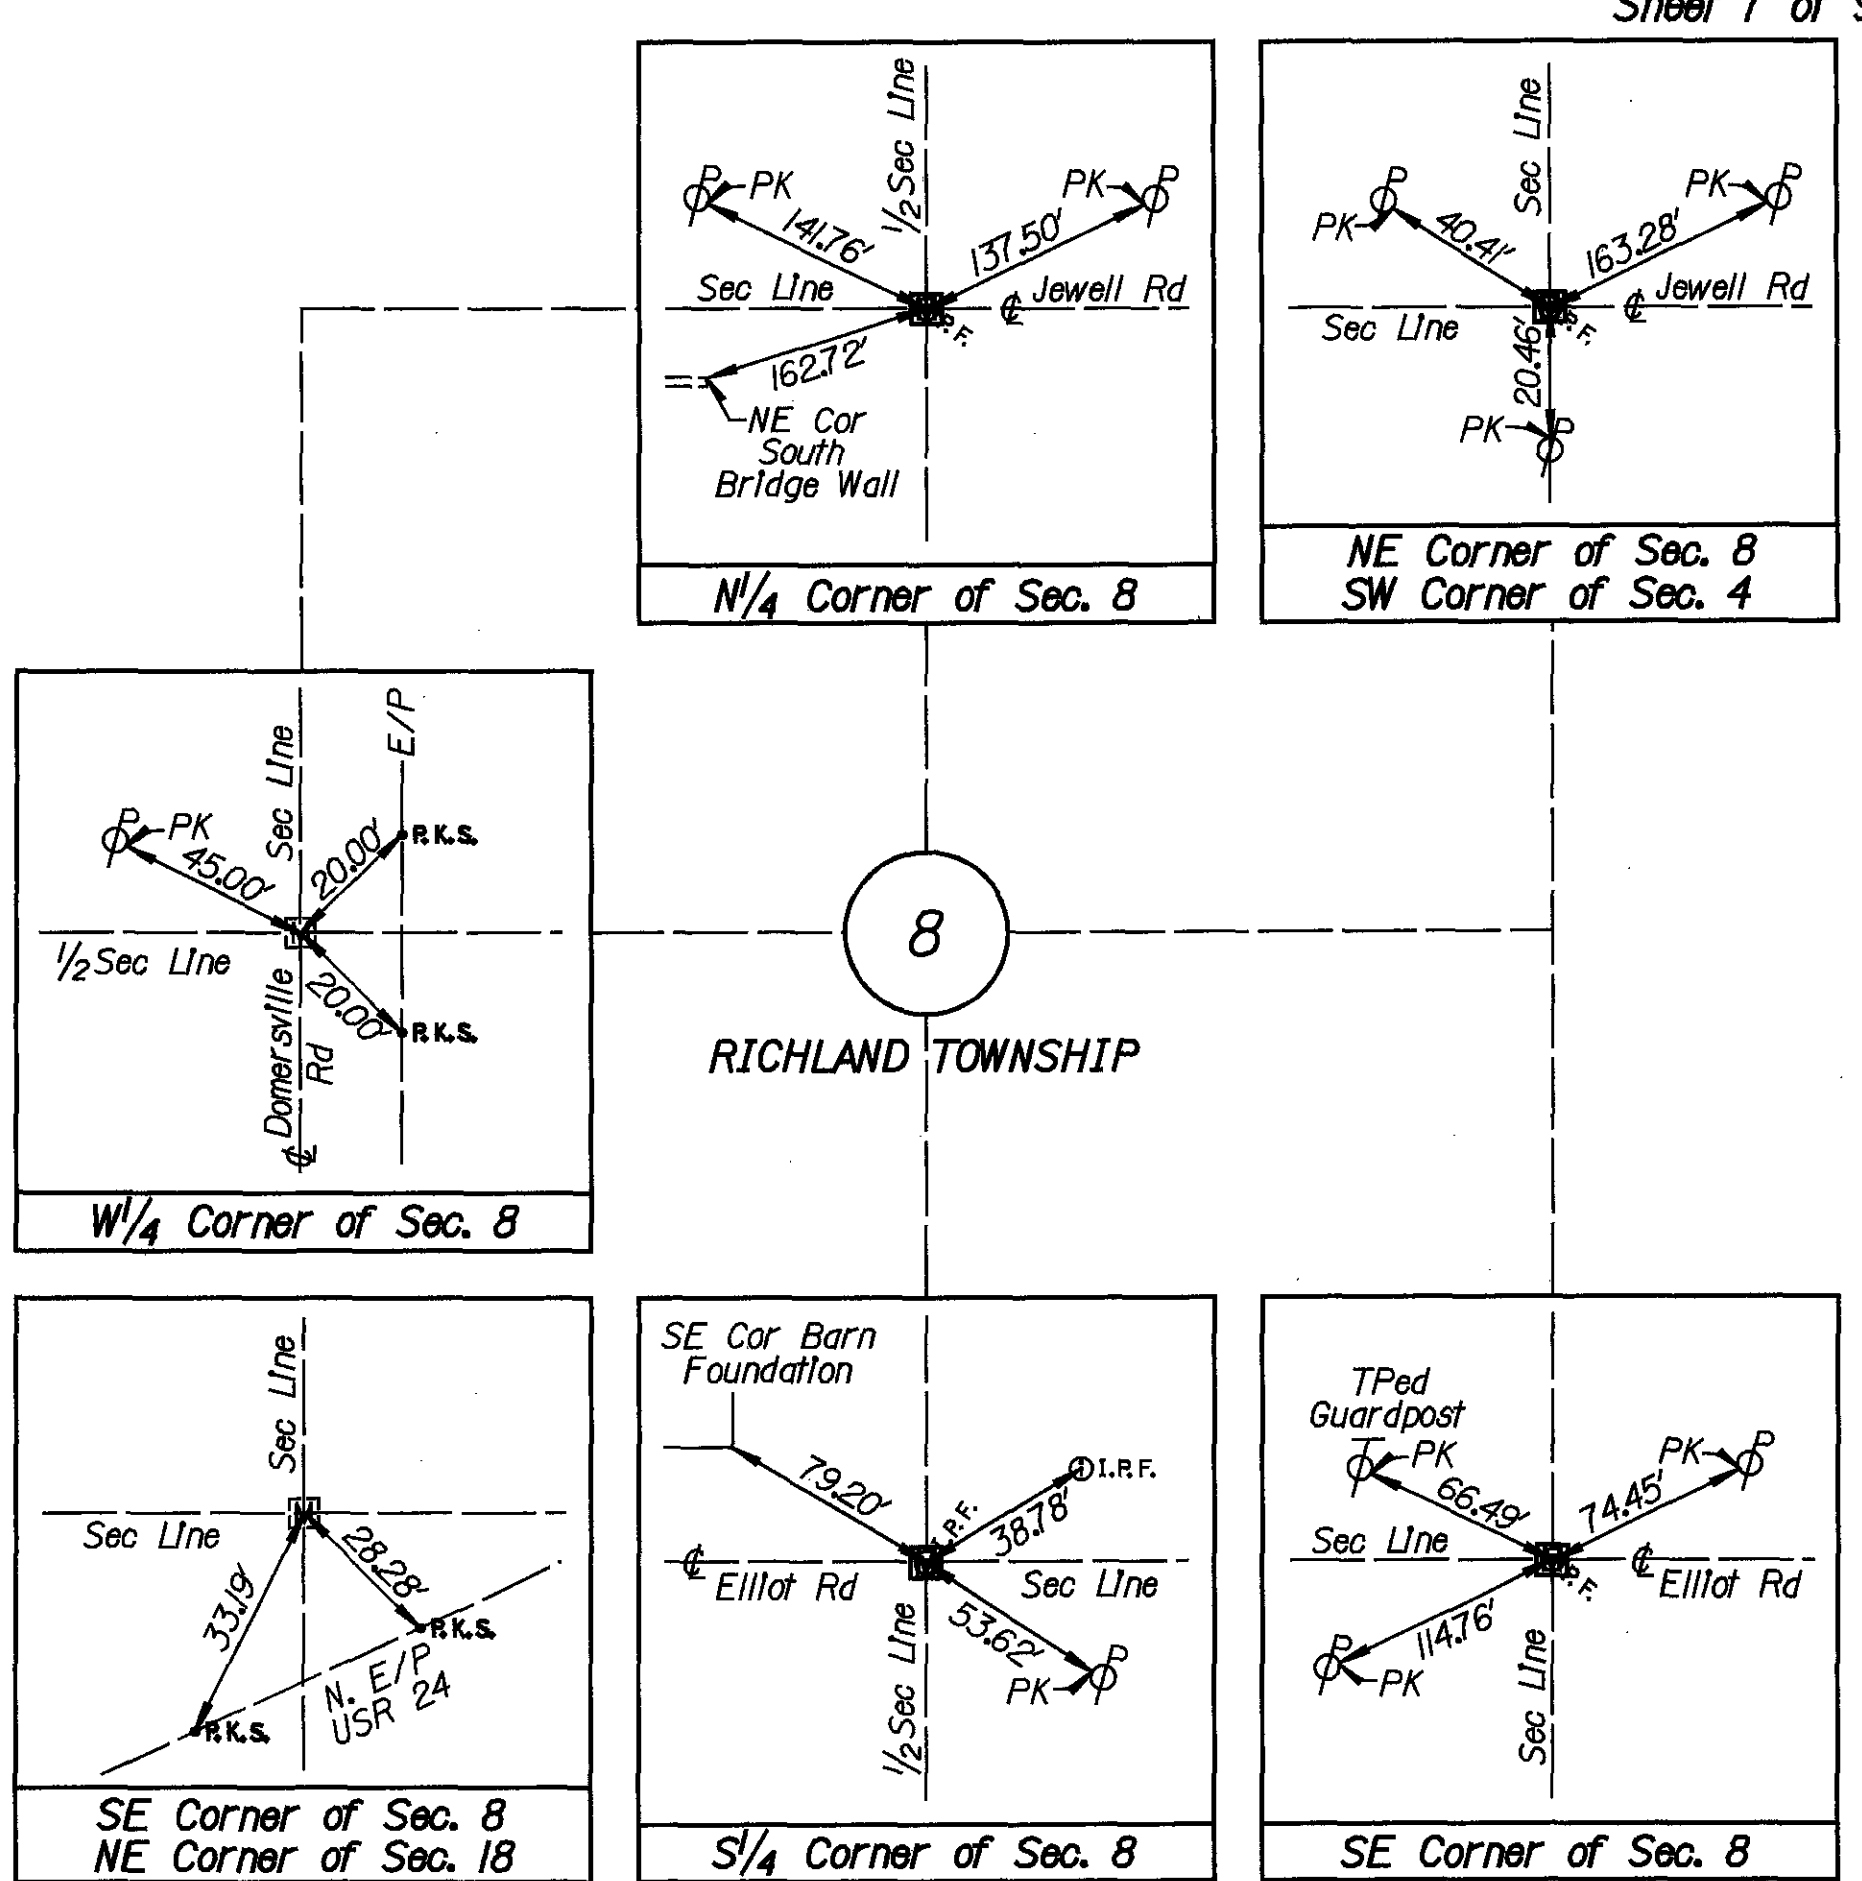 Sheet 7 of
1/2 Sec Line
P
PK
PK
P
141.76'
137.50'
Sec Line
℄ Jewell Rd
P.F.
162.72'
NE Cor
South
Bridge Wall
N1/4 Corner of Sec. 8
Sec Line
P
PK
PK
P
40.41'
163.28'
℄ Jewell Rd
Sec Line
P.F.
20.46'
PK
P
NE Corner of Sec. 8
SW Corner of Sec. 4
Sec Line
E/P
P
PK
P.K.S.
45.00'
20.00'
1/2 Sec Line
20.00'
P.K.S.
℄ Domersville
Rd
W1/4 Corner of Sec. 8
8
RICHLAND TOWNSHIP
Sec Line
Sec Line
28.28'
33.19'
P.K.S.
N. E/P
USR 24
P.K.S.
SE Corner of Sec. 8
NE Corner of Sec. 18
SE Cor Barn
Foundation
79.20'
I.P.F.
P.F.
38.78'
℄
Elliot Rd
Sec Line
53.62'
PK
P
1/2 Sec Line
S1/4 Corner of Sec. 8
TPed
Guardpost
PK
PK
P
66.49'
74.45'
Sec Line
℄
Elliot Rd
P.F.
114.76'
P
PK
Sec Line
SE Corner of Sec. 8